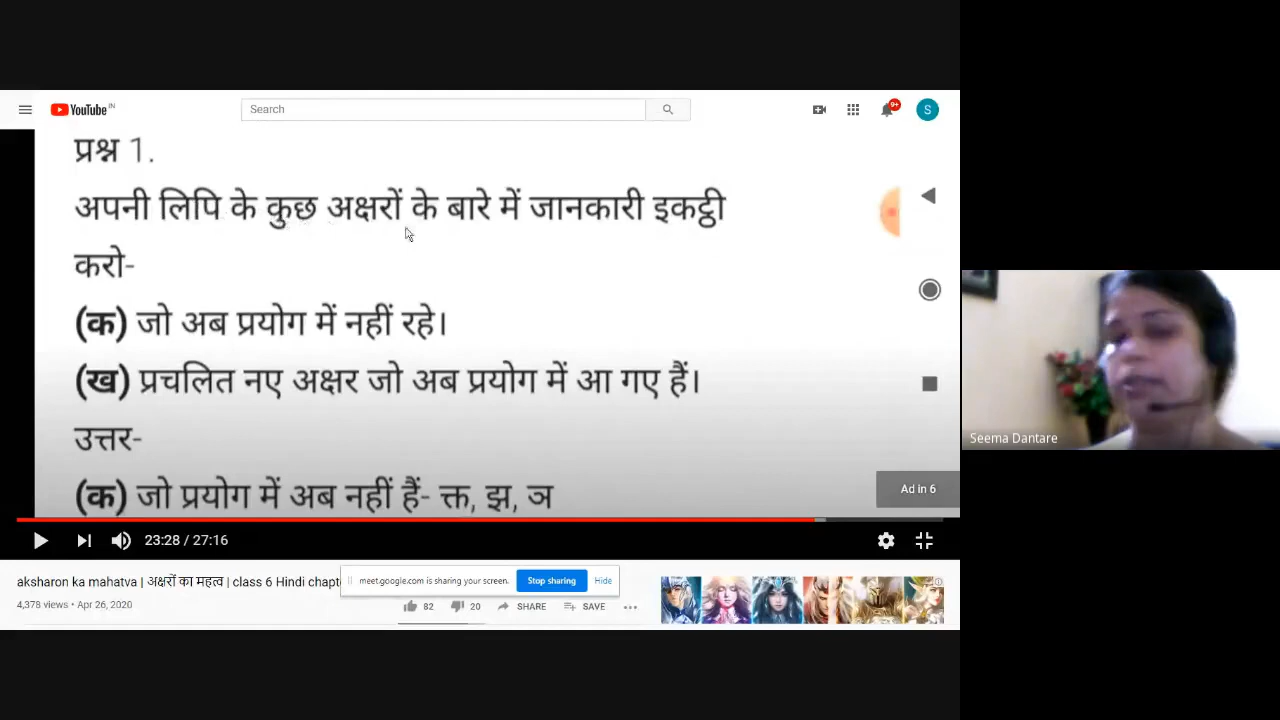 YouTube IN
Search
9+
S
प्रश्न 1.
अपनी लिपि के कुछ अक्षरों के बारे में जानकारी इकट्ठी
करो-
(क) जो अब प्रयोग में नहीं रहे।
(ख) प्रचलित नए अक्षर जो अब प्रयोग में आ गए हैं।
उत्तर-
(क) जो प्रयोग में अब नहीं हैं- क्त, झ, ञ
Ad in 6
23:28 / 27:16
Seema Dantare
aksharon ka mahatva | अक्षरों का महत्व | class 6 Hindi chapt
meet.google.com is sharing your screen. Stop sharing Hide
4,378 views • Apr 26, 2020
82 20 SHARE SAVE